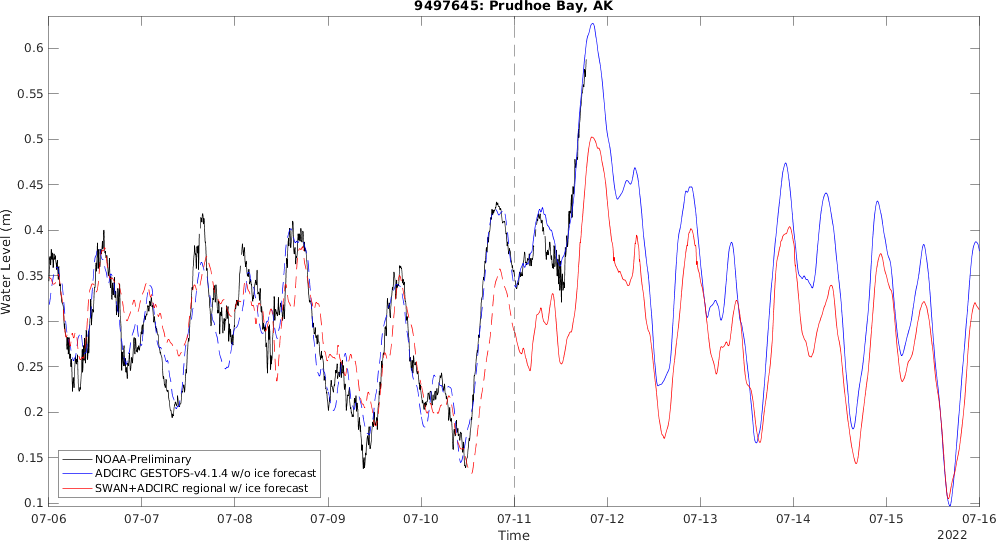 9497645: Prudhoe Bay, AK
Water Level (m)
0.6
0.55
0.5
0.45
0.4
0.35
0.3
0.25
0.2
0.15
0.1
NOAA-Preliminary
ADCIRC GESTOFS-v4.1.4 w/o ice forecast
SWAN+ADCIRC regional w/ ice forecast
07-06 07-07 07-08 07-09 07-10 07-11 07-12 07-13 07-14 07-15 07-16
Time
2022